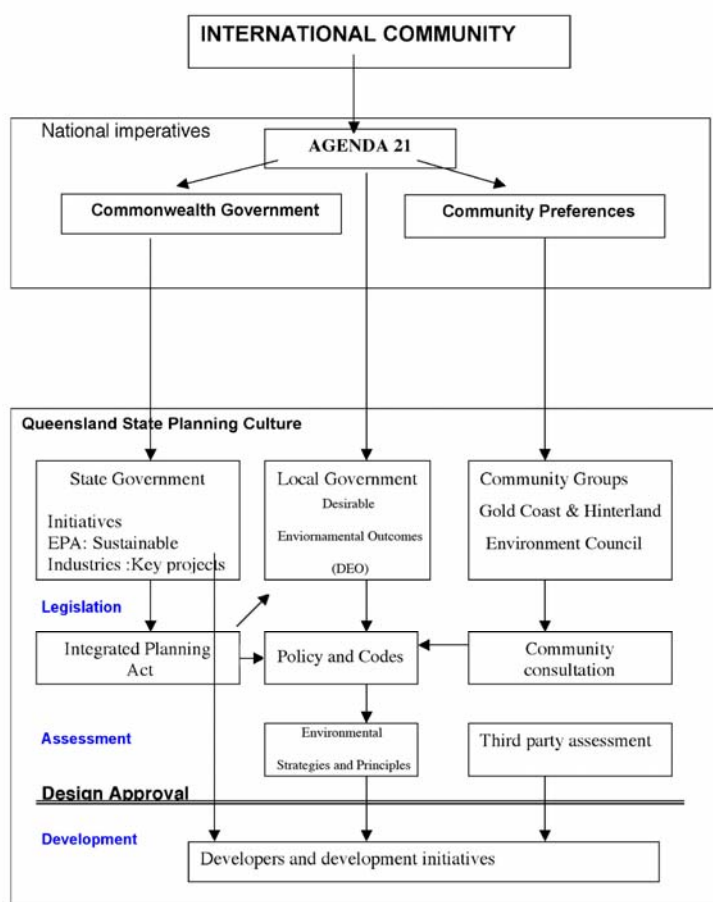 INTERNATIONAL COMMUNITY
National imperatives
AGENDA 21
Commonwealth Government
Community Preferences
Queensland State Planning Culture
State Government
Initiatives
EPA: Sustainable
Industries :Key projects
Local Government
Desirable
Enviornamental Outcomes
(DEO)
Community Groups
Gold Coast & Hinterland
Environment Council
Legislation
Integrated Planning
Act
Policy and Codes
Community
consultation
Assessment
Environmental
Strategies and Principles
Third party assessment
Design Approval
Development
Developers and development initiatives